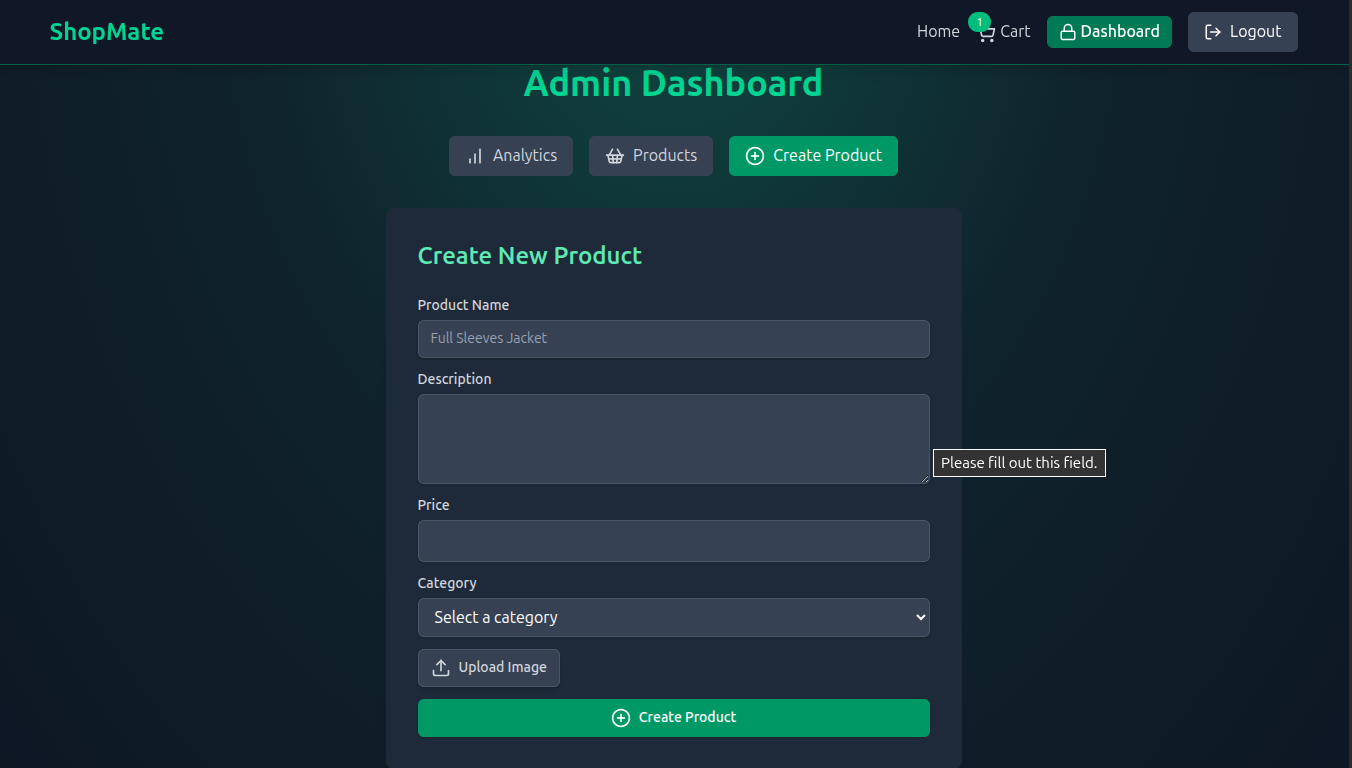 ShopMate
Home
1
Cart
Dashboard
Logout
Admin Dashboard
Analytics
Products
Create Product
Create New Product
Product Name
Full Sleeves Jacket
Description
Please fill out this field.
Price
Category
Select a category
Upload Image
Create Product